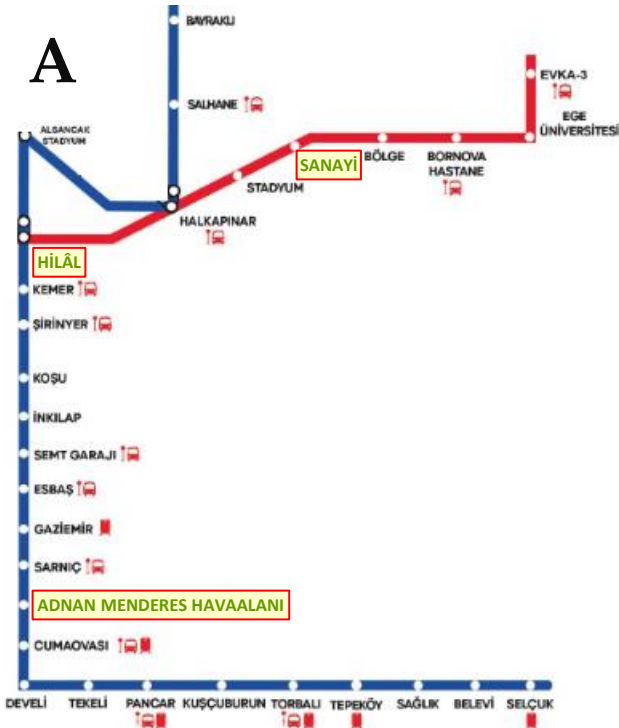 A
BAYRAKLI
SALHANE
EVKA-3
EGE
ÜNİVERSİTESİ
ALSANCAK
STADYUM
SANAYİ
BÖLGE
BORNOVA
HASTANE
STADYUM
HALKAPINAR
HİLÂL
KEMER
ŞİRİNYER
KOŞU
İNKILAP
SEMT GARAJI
ESBAŞ
GAZİEMİR
SARNIÇ
ADNAN MENDERES HAVAALANI
CUMAOVASI
DEVELİ TEKELİ PANCAR KUŞÇUBURUN TORBALI TEPEKÖY SAĞLIK BELEVİ SELÇUK